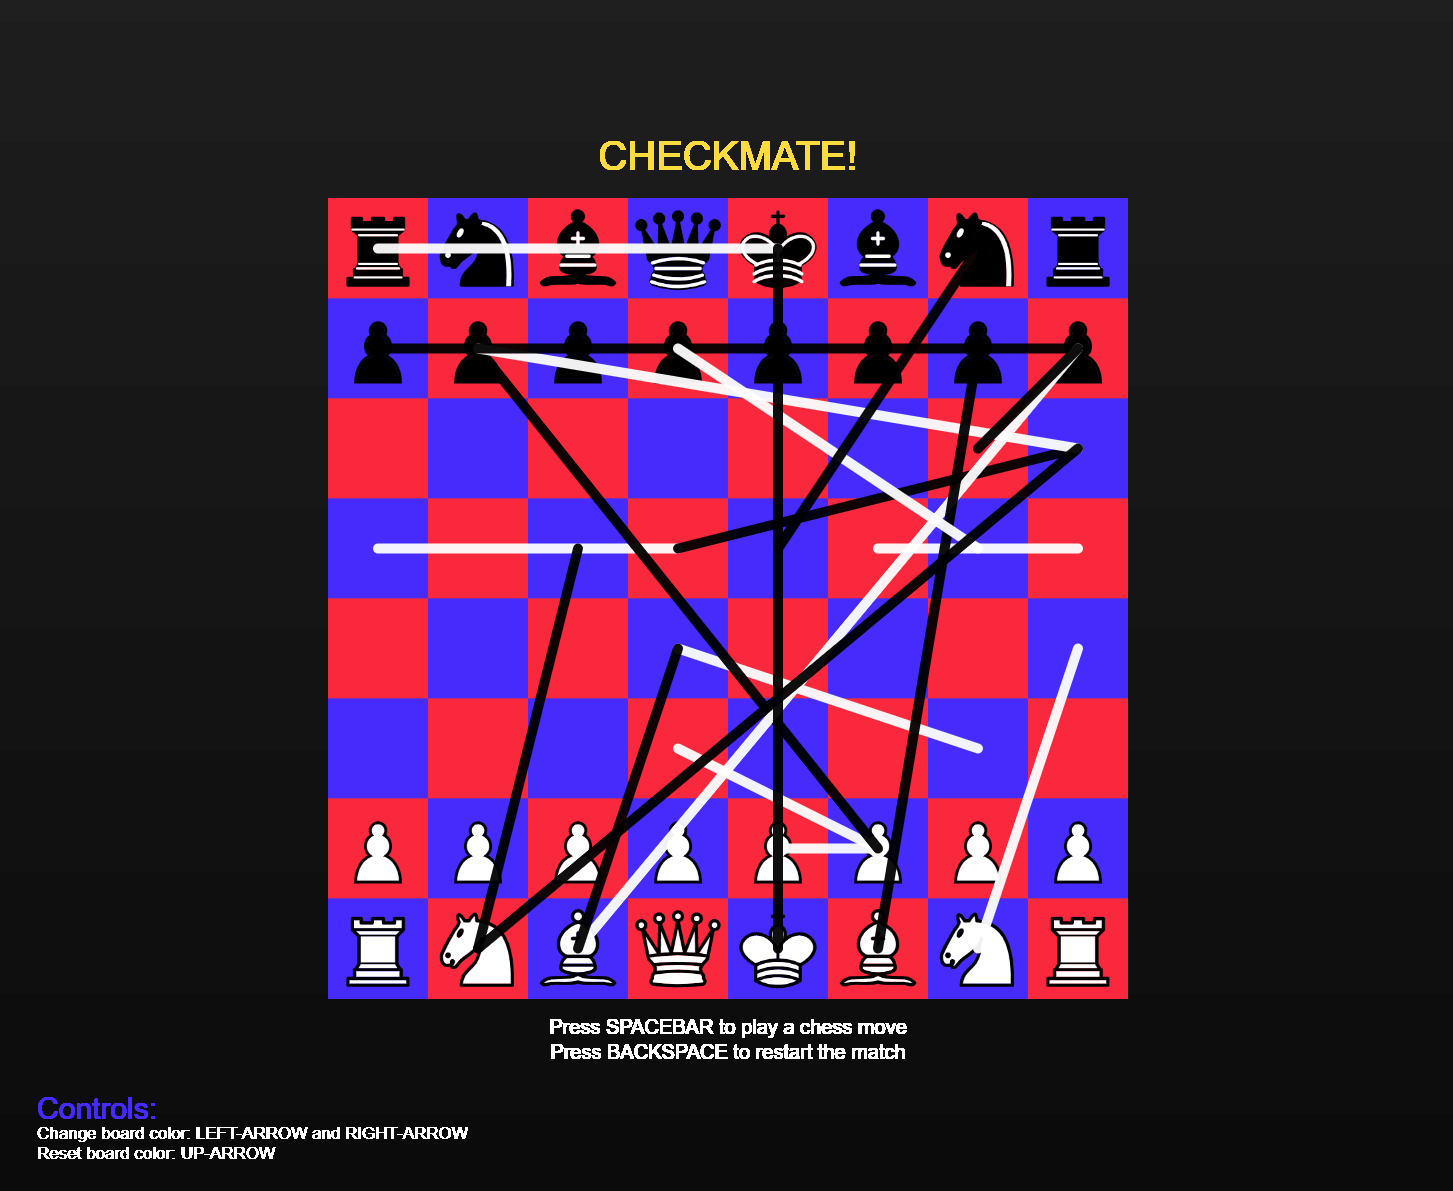 CHECKMATE!
Press SPACEBAR to play a chess move
Press BACKSPACE to restart the match
Controls:
Change board color: LEFT-ARROW and RIGHT-ARROW
Reset board color: UP-ARROW